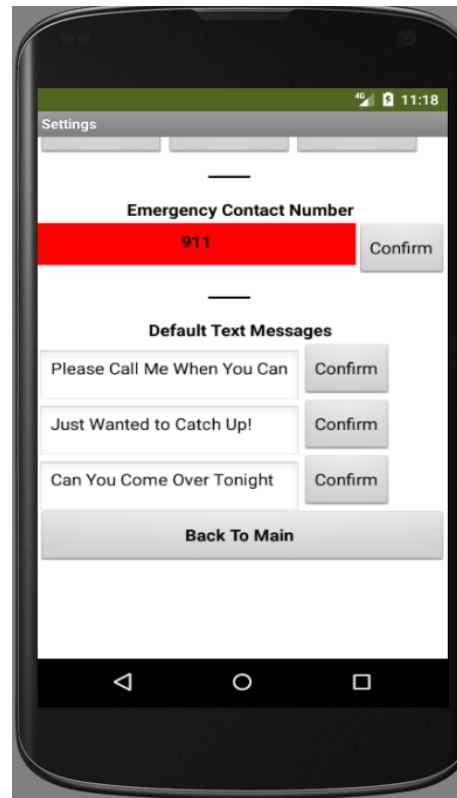 4G 11:18
Settings
Emergency Contact Number
911 Confirm
Default Text Messages
Please Call Me When You Can Confirm
Just Wanted to Catch Up! Confirm
Can You Come Over Tonight Confirm
Back To Main